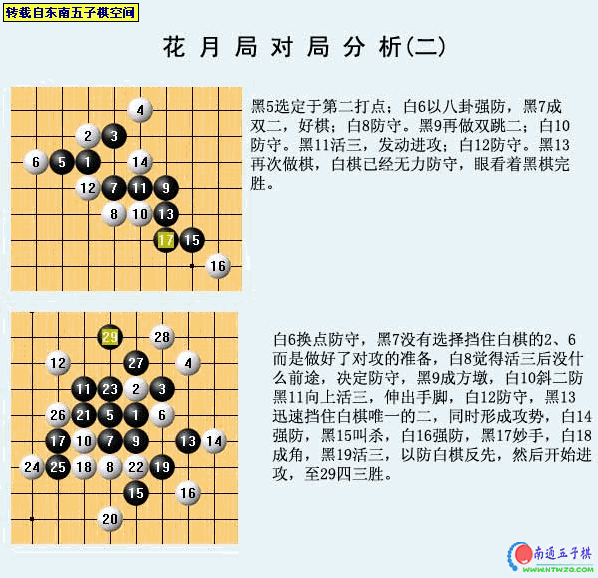 转载自东南五子棋空间
花月局对局分析(二)
4
2 3
6 5 1 14
12 7 11 9
8 10 13
17 15
16
黑5选定于第二打点；白6以八卦强防，黑7成
双二，好棋；白8防守。黑9再做双跳二；白10
防守。黑11活三，发动进攻；白12防守。黑13
再次做棋，白棋已经无力防守，眼看着黑棋完
胜。
29 28
12 27 4
11 23 2 3
26 21 5 1 6
17 10 7 9 13 14
24 25 18 8 22 19
15 16
20
白6换点防守，黑7没有选择挡住白棋的2、6
而是做好了对攻的准备，白8觉得活三后没什
么前途，决定防守，黑9成方墩，白10斜二防
黑11向上活三，伸出手脚，白12防守，黑13
迅速挡住白棋唯一的二，同时形成攻势，白14
强防，黑15叫杀，白16强防，黑17妙手，白18
成角，黑19活三，以防白棋反先，然后开始进
攻，至29四三胜。
南通五子棋
WWW.NTWZQ.COM